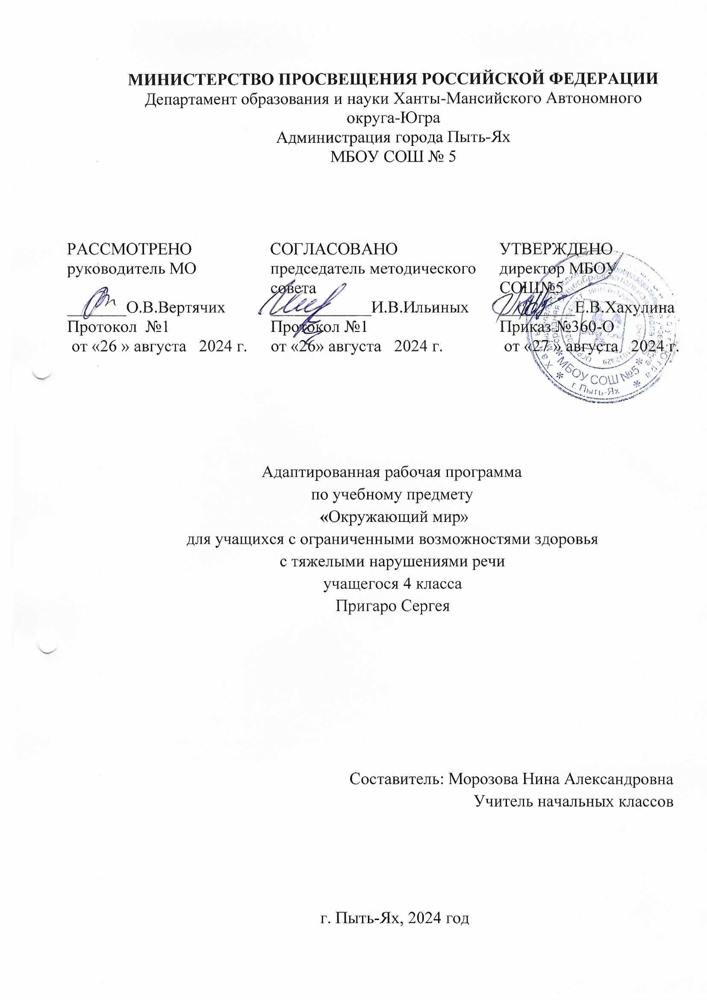 МИНИСТЕРСТВО ПРОСВЕЩЕНИЯ РОССИЙСКОЙ ФЕДЕРАЦИИ
Департамент образования и науки Ханты-Мансийского Автономного
округа-Югра
Администрация города Пыть-Ях
МБОУ СОШ № 5
РАССМОТРЕНО
руководитель МО
________О.В.Вертячих
Протокол №1
от «26 » августа 2024 г.
СОГЛАСОВАНО
председатель методического
совета
____________И.В.Ильиных
Протокол №1
от «26» августа 2024 г.
УТВЕРЖДЕНО
директор МБОУ
СОШ№5
_________Е.В.Хахулина
Приказ №360-О
от «27 » августа 2024 г.
* МБОУ СОШ №5 *
* г. Пыть-Ях *
Адаптированная рабочая программа
по учебному предмету
«Окружающий мир»
для учащихся с ограниченными возможностями здоровья
с тяжелыми нарушениями речи
учащегося 4 класса
Пригаро Сергея
Составитель: Морозова Нина Александровна
Учитель начальных классов
г. Пыть-Ях, 2024 год